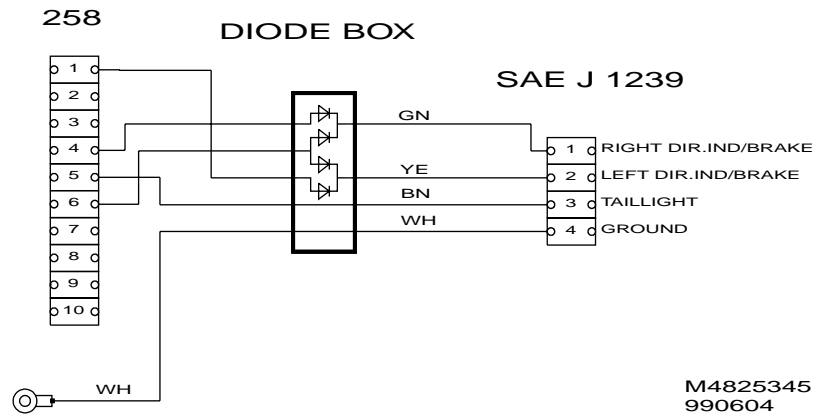 258
DIODE BOX
SAE J 1239
1
2
3
4
5
6
7
8
9
10
GN
YE
BN
WH
1 RIGHT DIR.IND/BRAKE
2 LEFT DIR.IND/BRAKE
3 TAILLIGHT
4 GROUND
WH
M4825345
990604